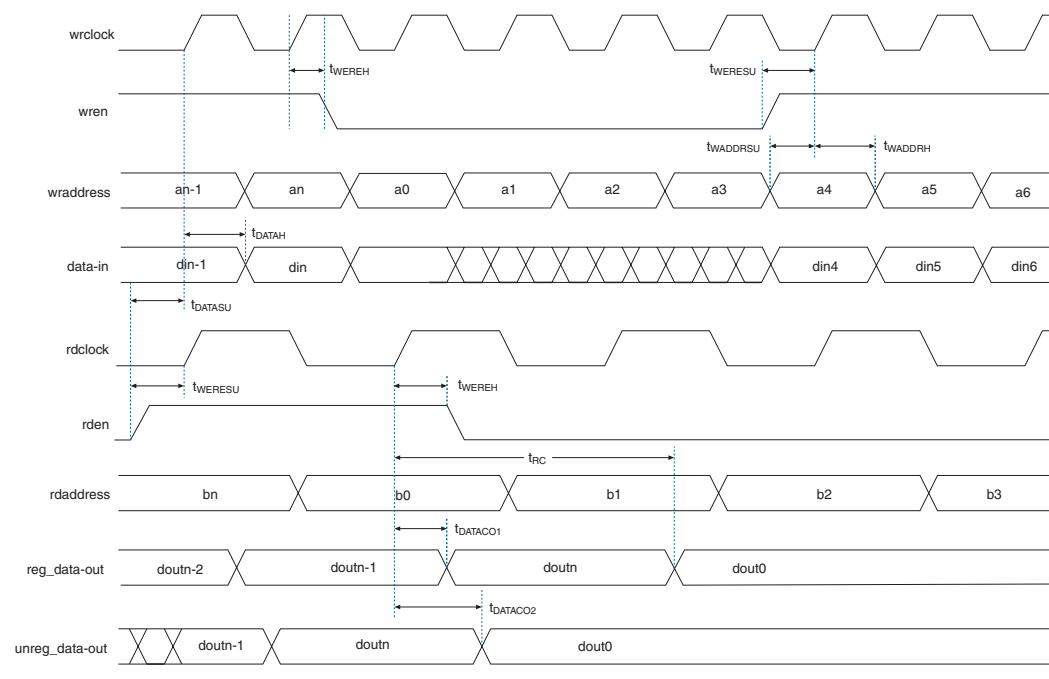 wrclock
tWEREH
tWERESU
wren
tWADDRSU
tWADDRH
wraddress
an-1
an
a0
a1
a2
a3
a4
a5
a6
tDATAH
data-in
din-1
din
din4
din5
din6
tDATASU
rdclock
tWERESU
tWEREH
rden
tRC
rdaddress
bn
b0
b1
b2
b3
tDATACO1
reg_data-out
doutn-2
doutn-1
doutn
dout0
tDATACO2
unreg_data-out
doutn-1
doutn
dout0